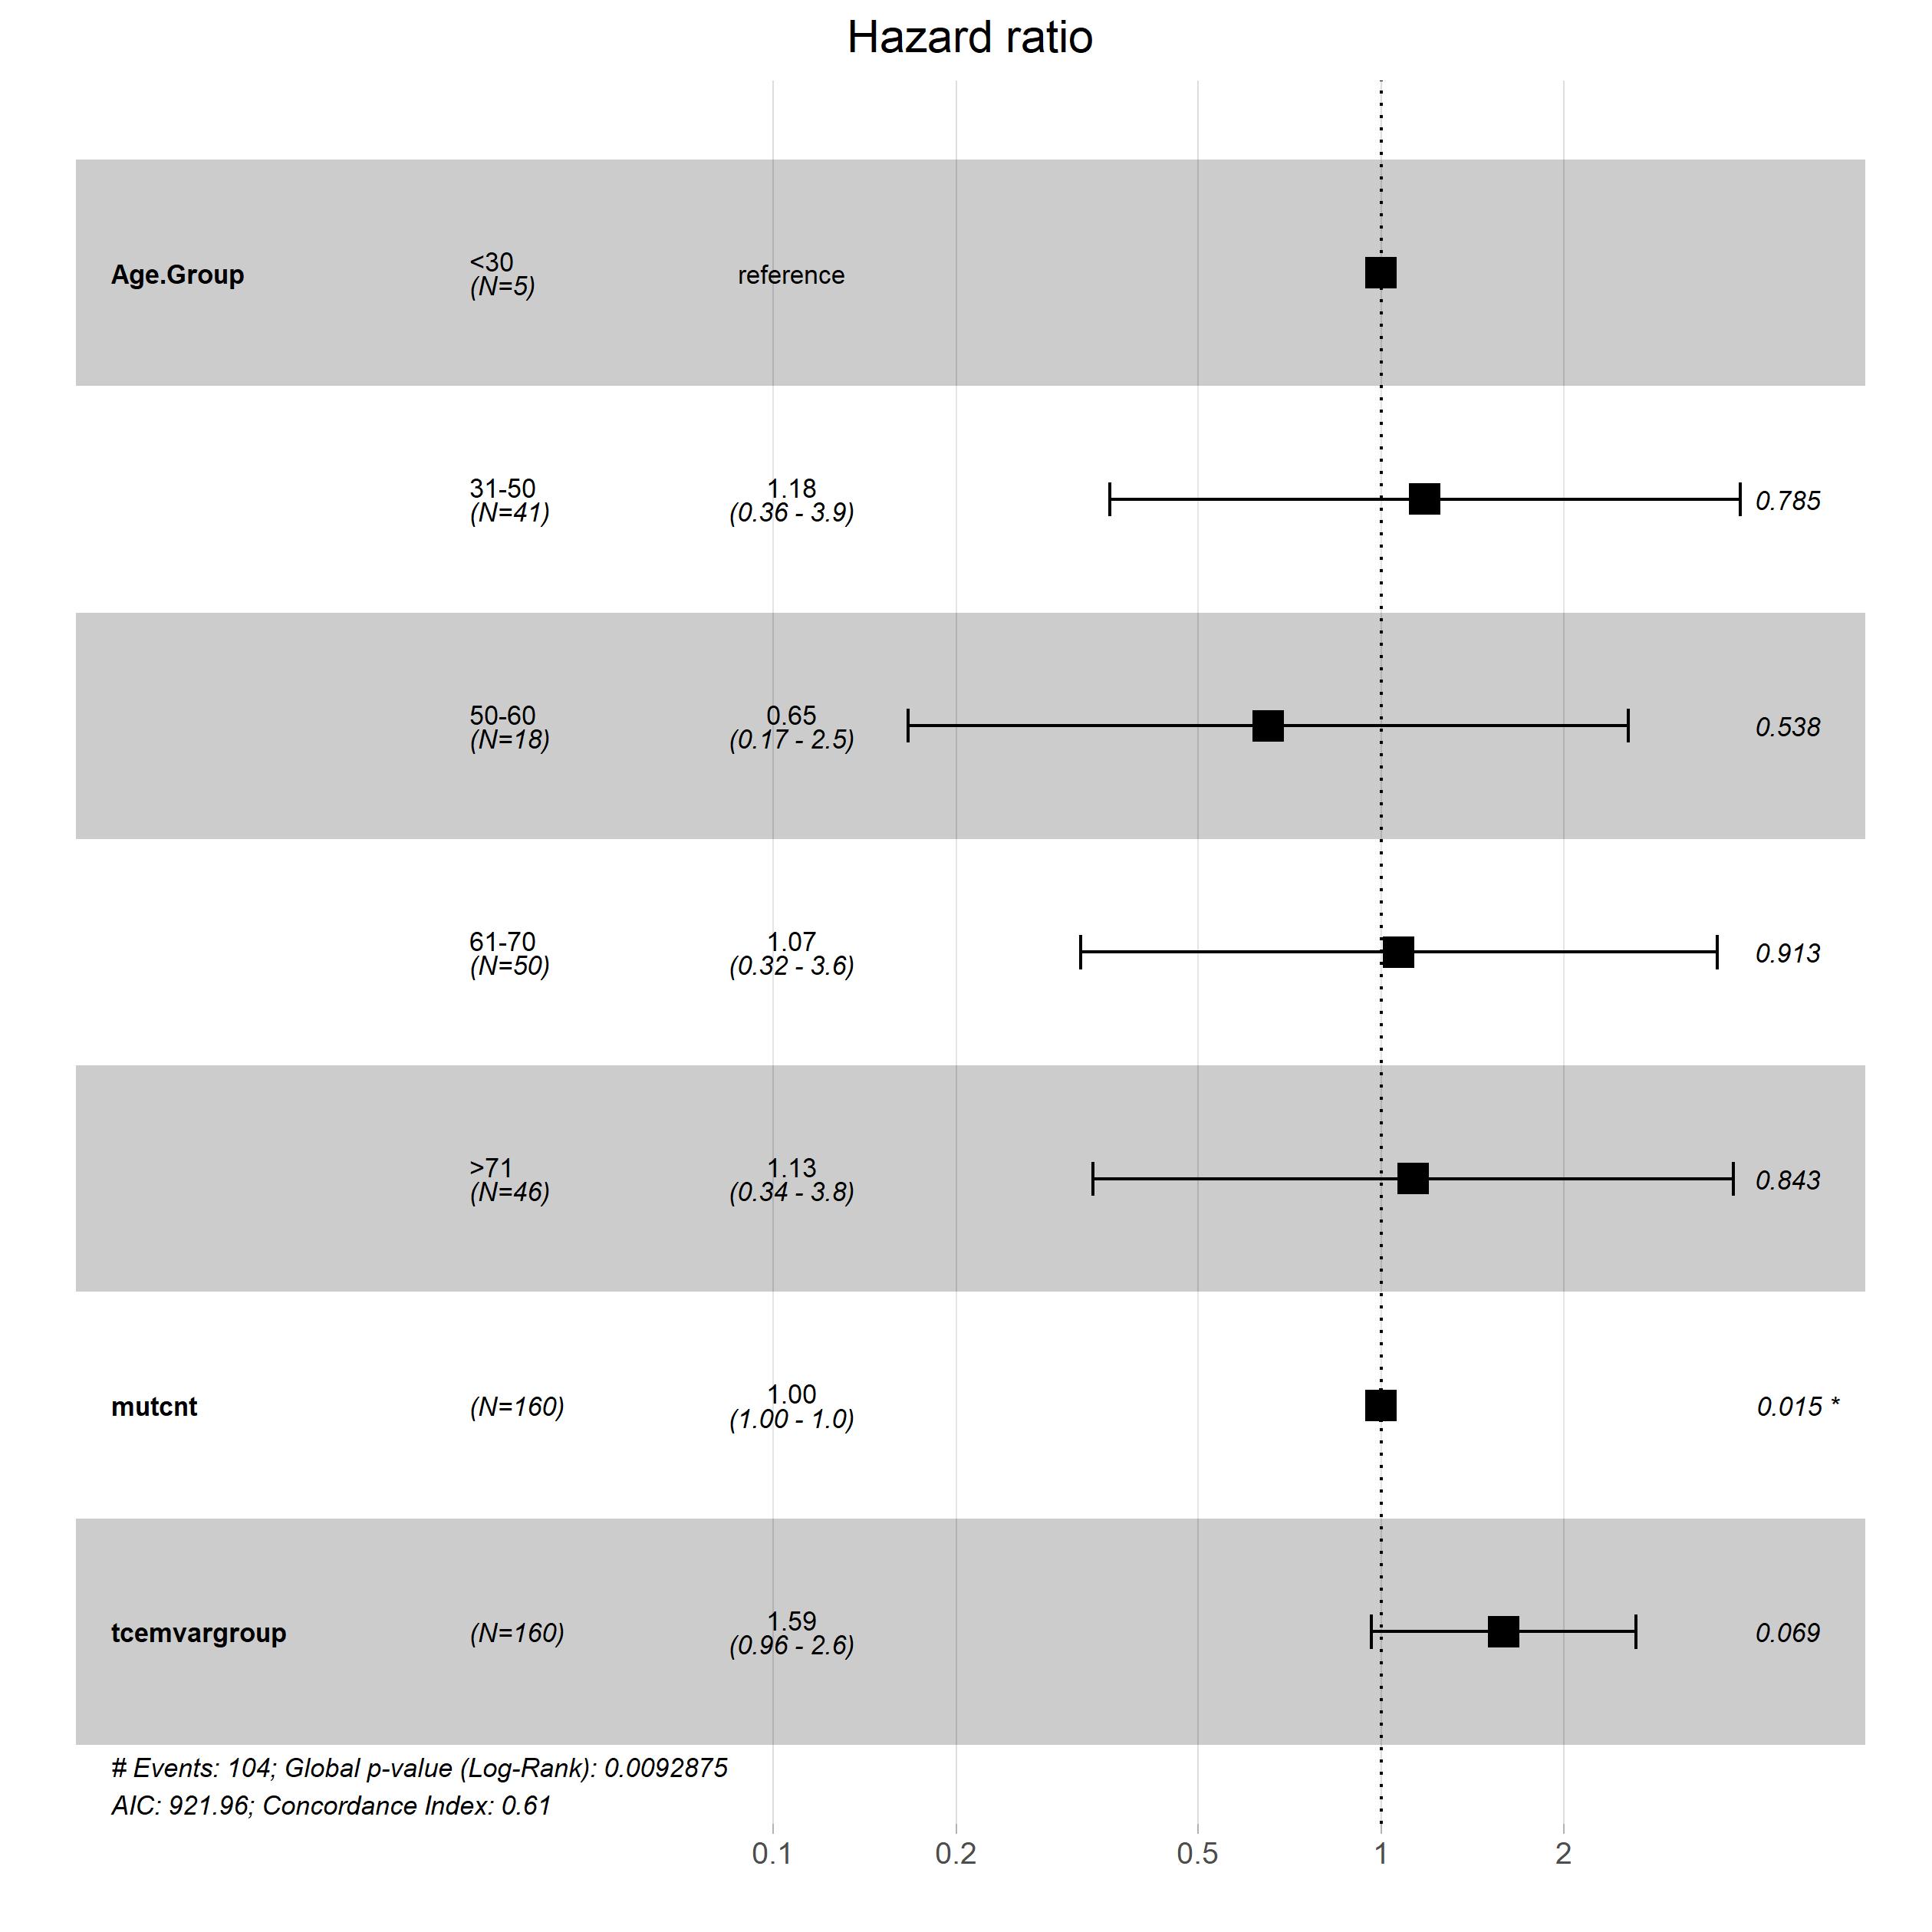 Hazard ratio
Age.Group
<30
(N=5)
reference
31-50
(N=41)
1.18
(0.36 - 3.9)
0.785
50-60
(N=18)
0.65
(0.17 - 2.5)
0.538
61-70
(N=50)
1.07
(0.32 - 3.6)
0.913
>71
(N=46)
1.13
(0.34 - 3.8)
0.843
mutcnt
(N=160)
1.00
(1.00 - 1.0)
0.015 *
tcemvargroup
(N=160)
1.59
(0.96 - 2.6)
0.069
# Events: 104; Global p-value (Log-Rank): 0.0092875
AIC: 921.96; Concordance Index: 0.61
0.1 0.2 0.5 1 2